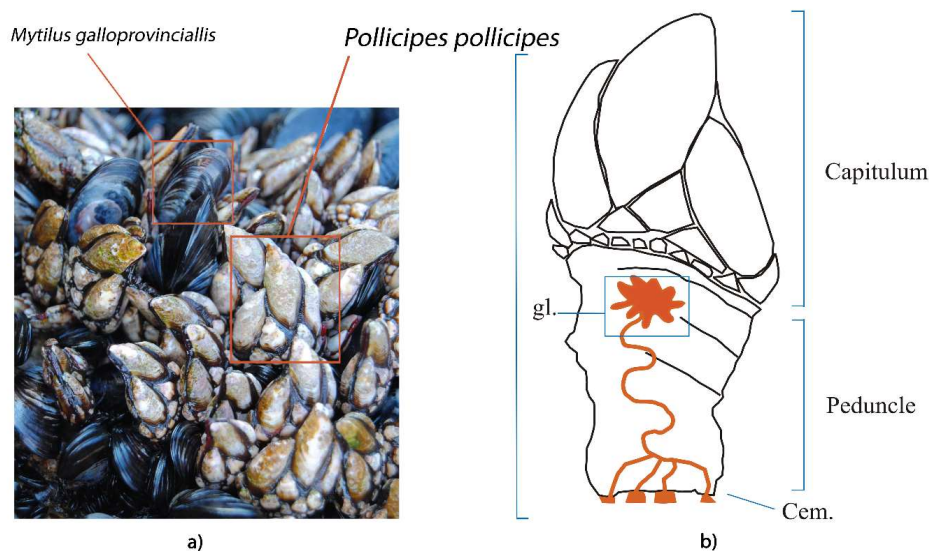 Mytilus galloprovinciallis
Pollicipes pollicipes
Capitulum
gl.
Peduncle
Cem.
a)
b)